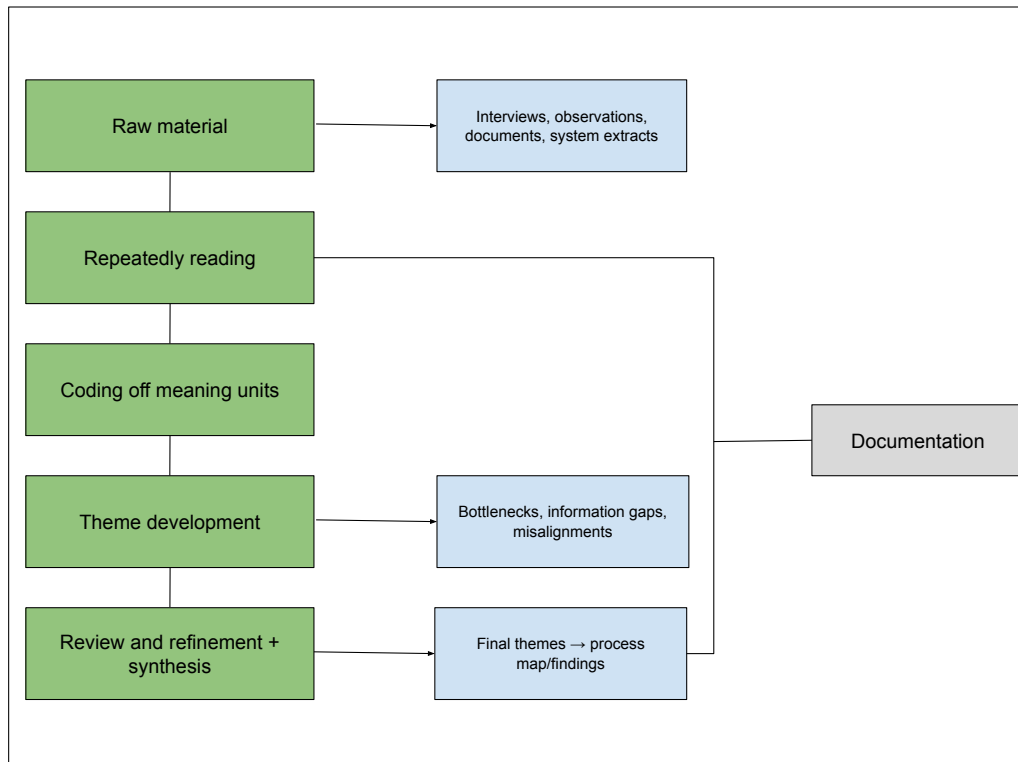 Raw material
Interviews, observations,
documents, system extracts
Repeatedly reading
Coding off meaning units
Documentation
Theme development
Bottlenecks, information gaps,
misalignments
Review and refinement +
synthesis
Final themes → process
map/findings